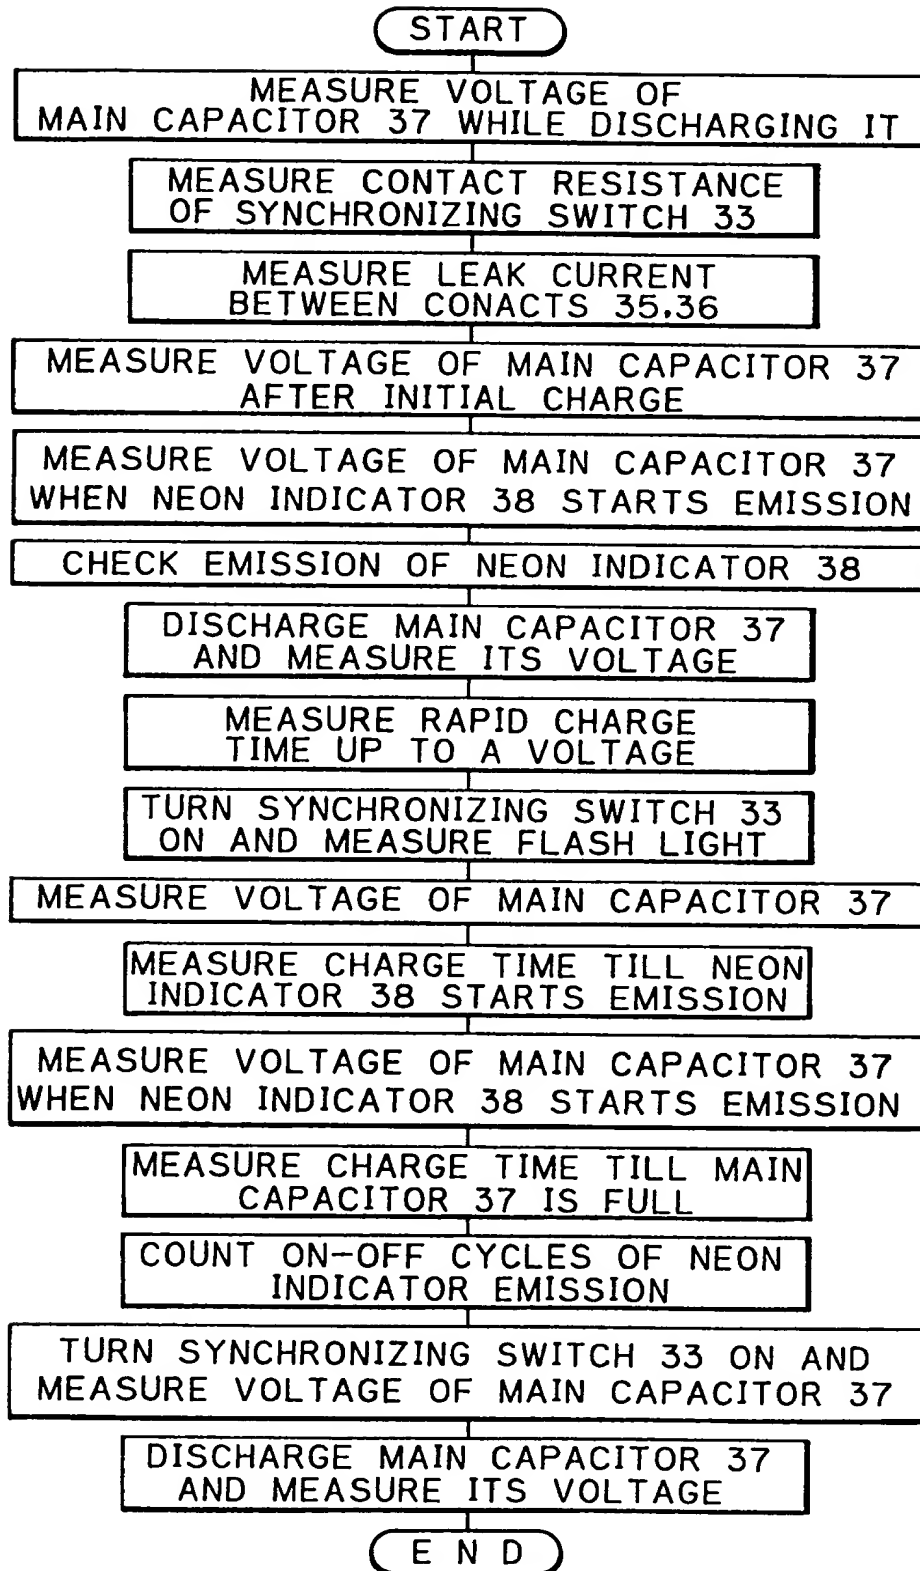 START
MEASURE VOLTAGE OF
MAIN CAPACITOR 37 WHILE DISCHARGING IT
MEASURE CONTACT RESISTANCE
OF SYNCHRONIZING SWITCH 33
MEASURE LEAK CURRENT
BETWEEN CONACTS 35.36
MEASURE VOLTAGE OF MAIN CAPACITOR 37
AFTER INITIAL CHARGE
MEASURE VOLTAGE OF MAIN CAPACITOR 37
WHEN NEON INDICATOR 38 STARTS EMISSION
CHECK EMISSION OF NEON INDICATOR 38
DISCHARGE MAIN CAPACITOR 37
AND MEASURE ITS VOLTAGE
MEASURE RAPID CHARGE
TIME UP TO A VOLTAGE
TURN SYNCHRONIZING SWITCH 33
ON AND MEASURE FLASH LIGHT
MEASURE VOLTAGE OF MAIN CAPACITOR 37
MEASURE CHARGE TIME TILL NEON
INDICATOR 38 STARTS EMISSION
MEASURE VOLTAGE OF MAIN CAPACITOR 37
WHEN NEON INDICATOR 38 STARTS EMISSION
MEASURE CHARGE TIME TILL MAIN
CAPACITOR 37 IS FULL
COUNT ON-OFF CYCLES OF NEON
INDICATOR EMISSION
TURN SYNCHRONIZING SWITCH 33 ON AND
MEASURE VOLTAGE OF MAIN CAPACITOR 37
DISCHARGE MAIN CAPACITOR 37
AND MEASURE ITS VOLTAGE
E N D